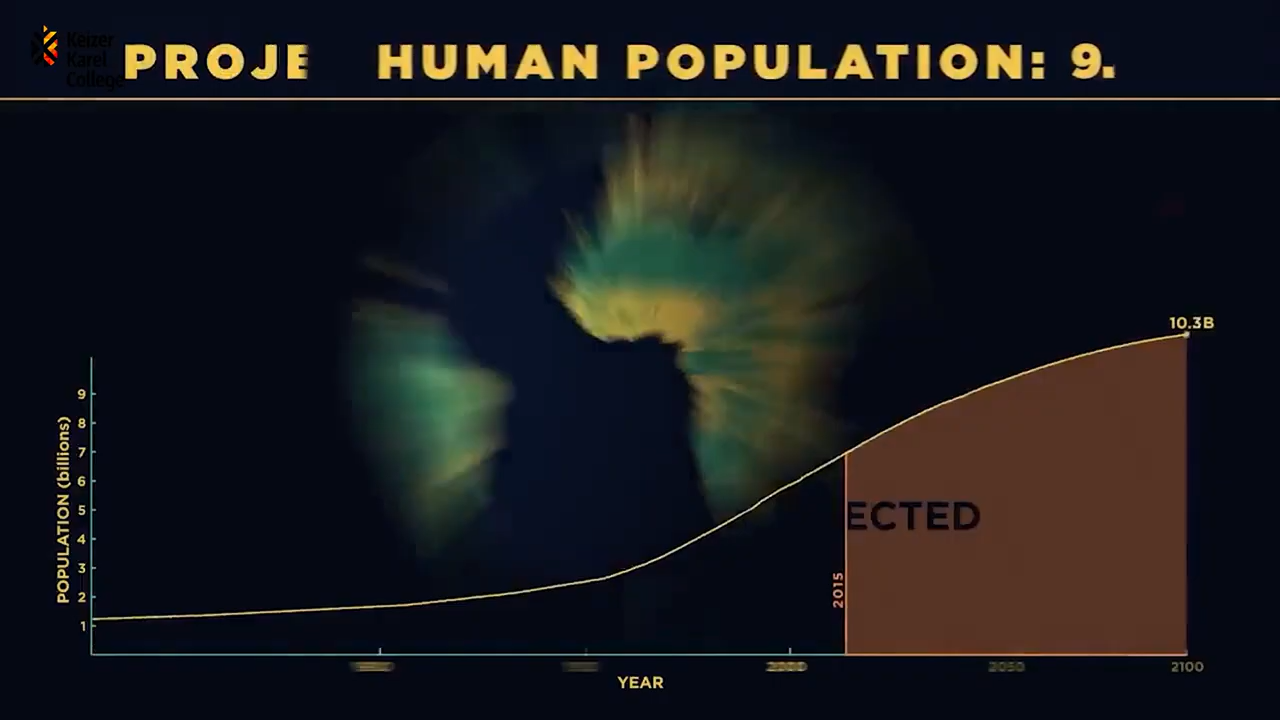 Keizer
Karel
College
PROJE HUMAN POPULATION: 9.
10.3B
POPULATION (billions)
9
8
7
6
5
4
3
2
1
ECTED
2015
2000
2050
2100
YEAR